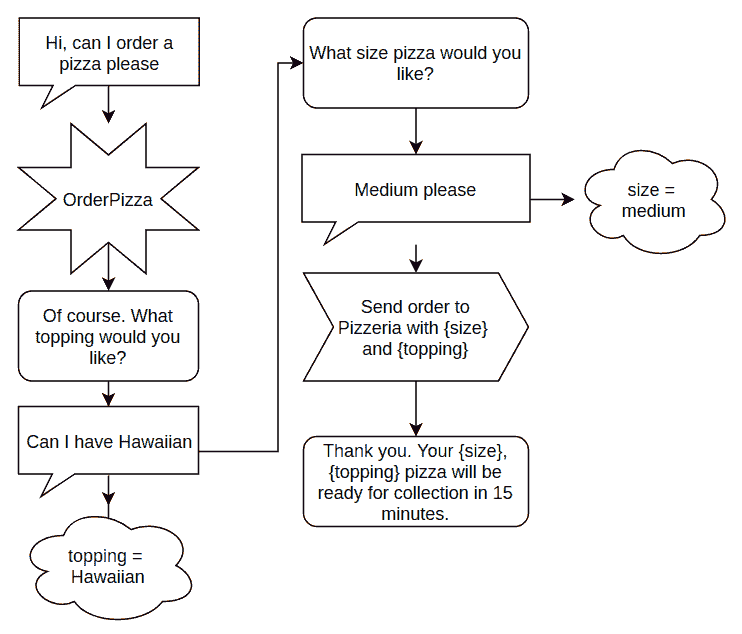 Hi, can I order a
pizza please
OrderPizza
Of course. What
topping would you
like?
Can I have Hawaiian
topping =
Hawaiian
What size pizza would you
like?
Medium please
size =
medium
Send order to
Pizzeria with {size}
and {topping}
Thank you. Your {size},
{topping} pizza will be
ready for collection in 15
minutes.